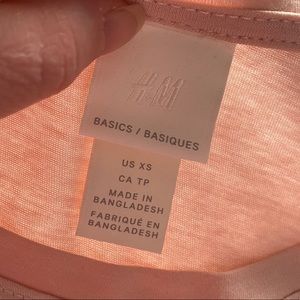 H&M
BASICS / BASIQUES
US XS
CA TP
MADE IN
BANGLADESH
FABRIQUÉ EN
BANGLADESH